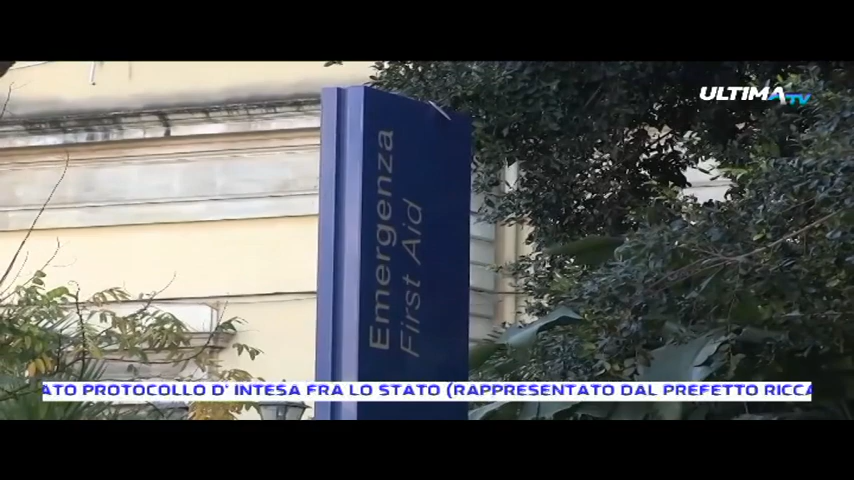 ULTIMATV
Emergenza
First Aid
ATO PROTOCOLLO D' INTESA FRA LO STATO (RAPPRESENTATO DAL PREFETTO RICCA